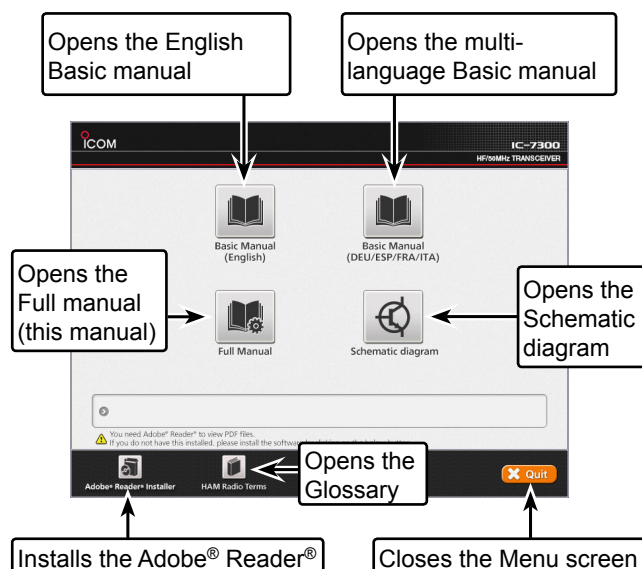 Opens the English
Basic manual
Opens the multi-
language Basic manual
ICOM
IC-7300
HF/50MHz TRANSCEIVER
Basic Manual
(English)
Basic Manual
(DEU/ESP/FRA/ITA)
Opens the
Full manual
(this manual)
Opens the
Schematic
diagram
Full Manual
Schematic diagram
You need Adobe® Reader® to view PDF files.
If you do not have this installed, please install the software
Opens the
Glossary
Adobe® Reader® Installer
HAM Radio Terms
Quit
Installs the Adobe® Reader®
Closes the Menu screen